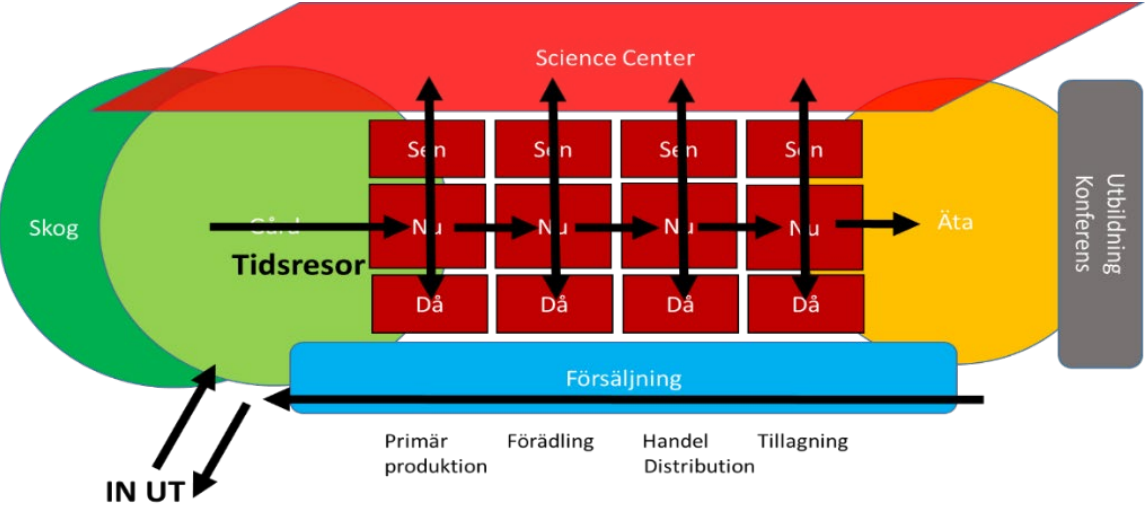 Science Center
Sen Sen Sen Sen
Skog
Gård
Nu Nu Nu Nu
Äta
Utbildning
Konferens
Tidsresor
Då Då Då Då
Försäljning
Primär
produktion
Förädling
Handel
Distribution
Tillagning
IN UT